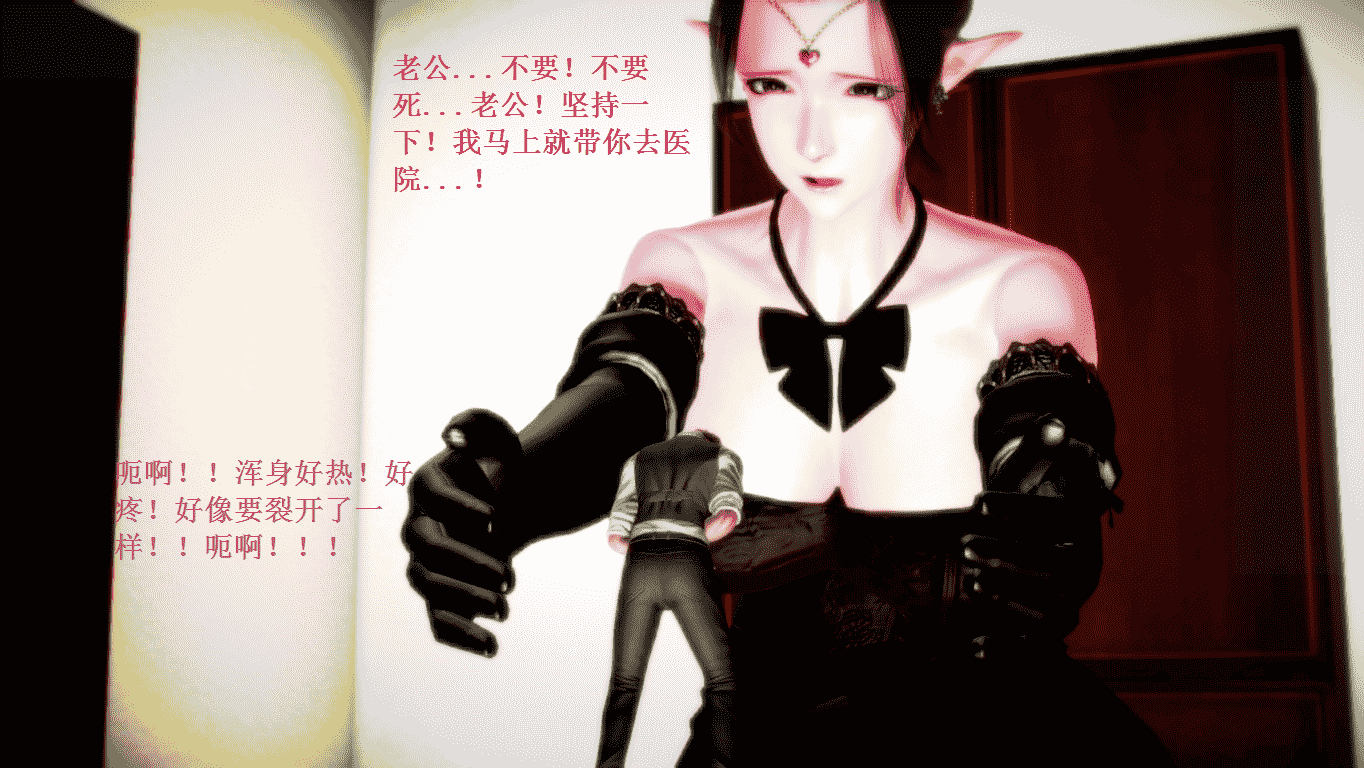 老公...不要！不要
死...老公！坚持一
下！我马上就带你去医
院...！
呃啊！！浑身好热！好
疼！好像要裂开了一
样！！呃啊！！！